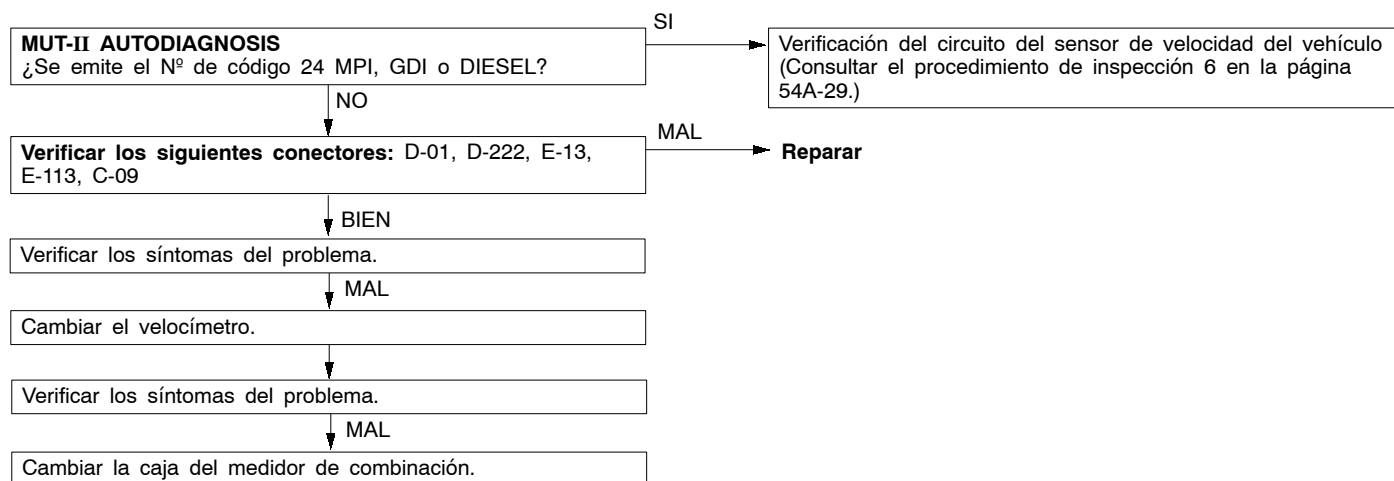 MUT-II AUTODIAGNOSIS
¿Se emite el Nº de código 24 MPI, GDI o DIESEL?
SI
Verificación del circuito del sensor de velocidad del vehículo
(Consultar el procedimiento de inspección 6 en la página
54A-29.)
NO
Verificar los siguientes conectores: D-01, D-222, E-13,
E-113, C-09
MAL
Reparar
BIEN
Verificar los síntomas del problema.
MAL
Cambiar el velocímetro.
Verificar los síntomas del problema.
MAL
Cambiar la caja del medidor de combinación.